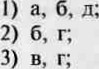 1) а, б, д;
2) б, г;
3) в, г;